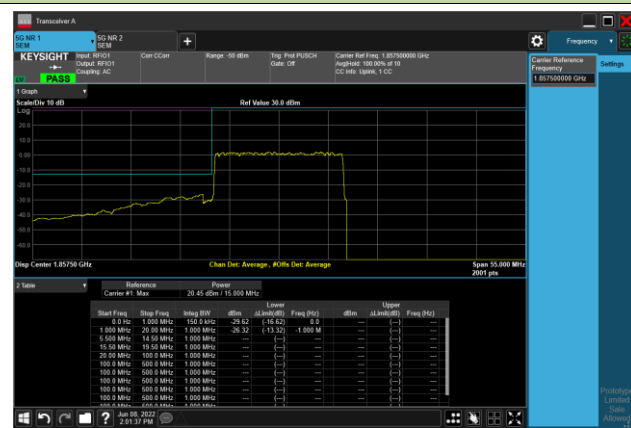 Transceiver A
5G NR 1
SEM
5G NR 2
SEM
Frequency
KEYSIGHT
PASS
Input: RFIO1
Output: RFIO1
Coupling: AC
Corr CCorr
Range: -50 dBm
Trig: Prot PUSCH
Gate: Off
Carrier Ref Freq: 1.857500000 GHz
Avg|Hold: 100.00% of 10
CC Info: Uplink, 1 CC
Carrier Reference
Frequency
1.857500000 GHz
Settings
1 Graph
Scale/Div 10 dB
Ref Value 30.0 dBm
Log
20.0
10.0
0.00
-10.0
-20.0
-30.0
-40.0
-50.0
-60.0
Disp Center 1.85750 GHz
Chan Det: Average , #Offs Det: Average
Span 55.000 MHz
2001 pts
2 Table
Reference Power
Carrier #1: Max 20.45 dBm / 15.000 MHz
Lower Upper
Start Freq Stop Freq Integ BW dBm ΔLimit(dB) Freq (Hz) dBm ΔLimit(dB) Freq (Hz)
0.0 Hz 1.000 MHz 150.0 kHz -29.62 (-16.62) 0.0 --- (---) ---
1.000 MHz 20.00 MHz 1.000 MHz -26.32 (-13.32) -1.000 M --- (---) ---
5.500 MHz 14.50 MHz 1.000 MHz --- (---) --- --- (---) ---
15.50 MHz 19.50 MHz 1.000 MHz --- (---) --- --- (---) ---
20.00 MHz 100.0 MHz 1.000 MHz --- (---) --- --- (---) ---
100.0 MHz 500.0 MHz 1.000 MHz --- (---) --- --- (---) ---
100.0 MHz 500.0 MHz 1.000 MHz --- (---) --- --- (---) ---
100.0 MHz 500.0 MHz 1.000 MHz --- (---) --- --- (---) ---
100.0 MHz 500.0 MHz 1.000 MHz --- (---) --- --- (---) ---
100.0 MHz 500.0 MHz 1.000 MHz --- (---) --- --- (---) ---
Jun 08, 2022
2:01:37 PM
Prototype
Limited
Sale
Allowed